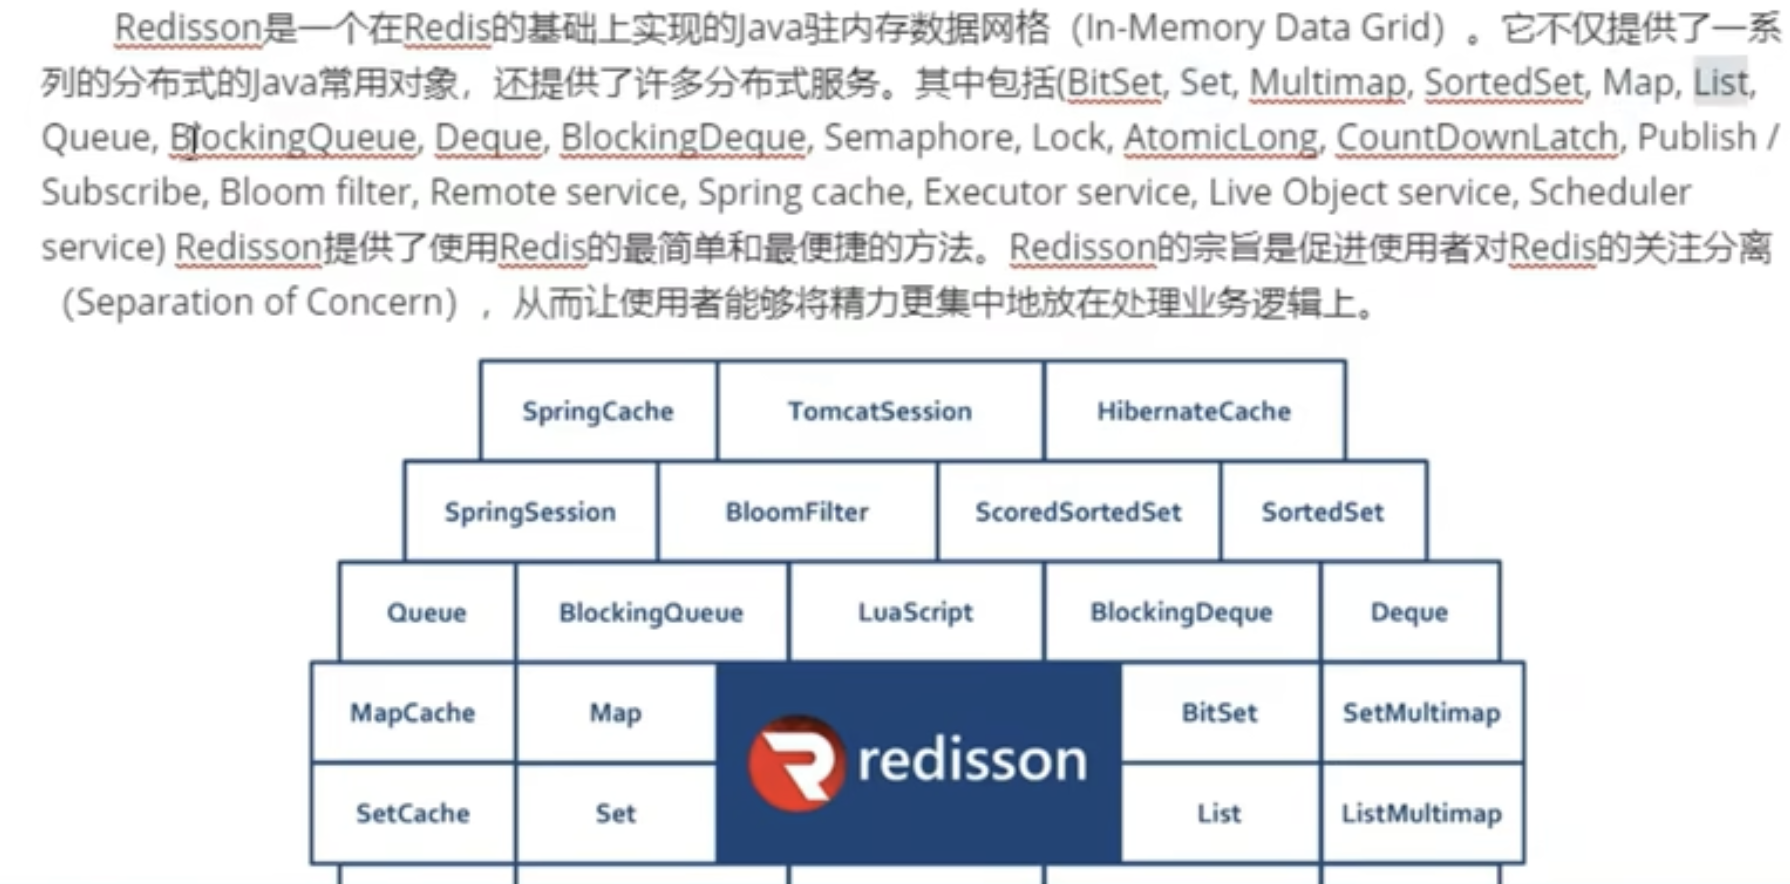 Redisson是一个在Redis的基础上实现的Java驻内存数据网格（In-Memory Data Grid）。它不仅提供了一系
列的分布式的Java常用对象，还提供了许多分布式服务。其中包括(BitSet, Set, Multimap, SortedSet, Map, List,
Queue, BlockingQueue, Deque, BlockingDeque, Semaphore, Lock, AtomicLong, CountDownLatch, Publish /
Subscribe, Bloom filter, Remote service, Spring cache, Executor service, Live Object service, Scheduler
service) Redisson提供了使用Redis的最简单和最便捷的方法。Redisson的宗旨是促进使用者对Redis的关注分离
（Separation of Concern），从而让使用者能够将精力更集中地放在处理业务逻辑上。
SpringCache TomcatSession HibernateCache
SpringSession BloomFilter ScoredSortedSet SortedSet
Queue BlockingQueue LuaScript BlockingDeque Deque
MapCache Map BitSet SetMultimap
redisson
SetCache Set List ListMultimap